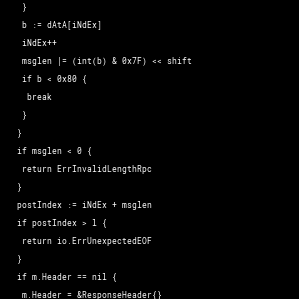 }
b := dAtA[iNdEx]
iNdEx++
msglen |= (int(b) & 0x7F) << shift
if b < 0x80 {
break
}
}
if msglen < 0 {
return ErrInvalidLengthRpc
}
postIndex := iNdEx + msglen
if postIndex > l {
return io.ErrUnexpectedEOF
}
if m.Header == nil {
m.Header = &ResponseHeader{}